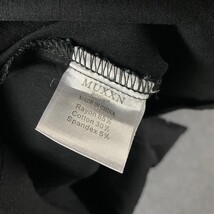 MUXXN
Made in China
Rayon 65%
Cotton 30%
Spandex 5%